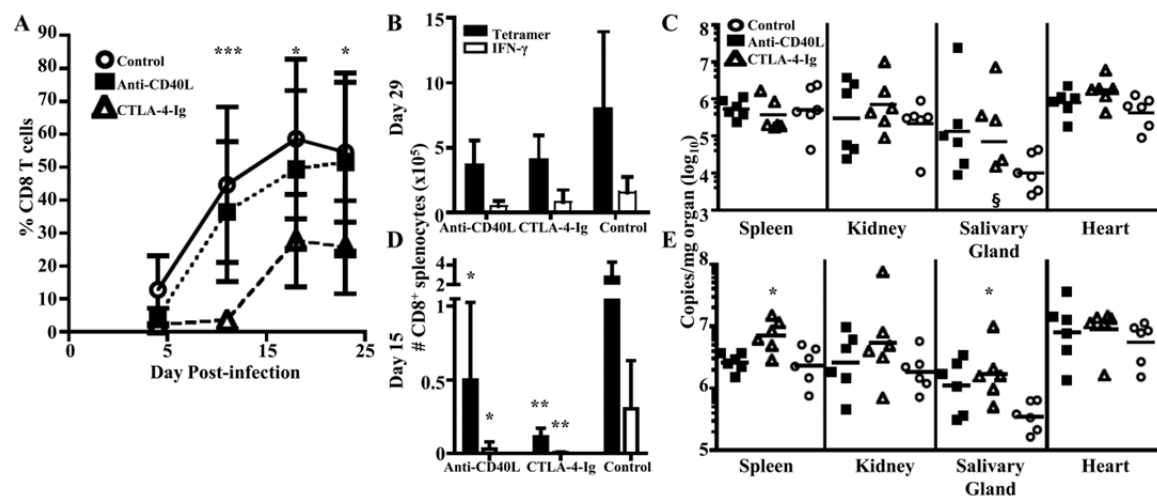 A
Control
Anti-CD40L
CTLA-4-Ig
***
*
*
% CD8 T cells
90
80
70
60
50
40
30
20
10
0
0
5
15
25
Day Post-infection
B
Tetramer
IFN-γ
Day 29
15
10
5
0
Anti-CD40L CTLA-4-Ig Control
D
Day 15
# CD8+ splenocytes (x10^5)
4
2
1
0.5
0
*
*
**
**
Anti-CD40L CTLA-4-Ig Control
C
Control
Anti-CD40L
CTLA-4-Ig
Copies/mg organ (log10)
8
7
6
5
4
§
Spleen Kidney Salivary Gland Heart
E
8
7
6
5
*
*
Spleen Kidney Salivary Gland Heart